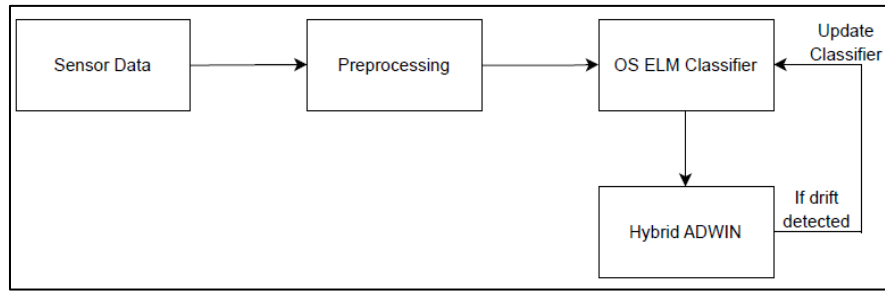 Sensor Data
Preprocessing
OS ELM Classifier
Update
Classifier
Hybrid ADWIN
If drift
detected